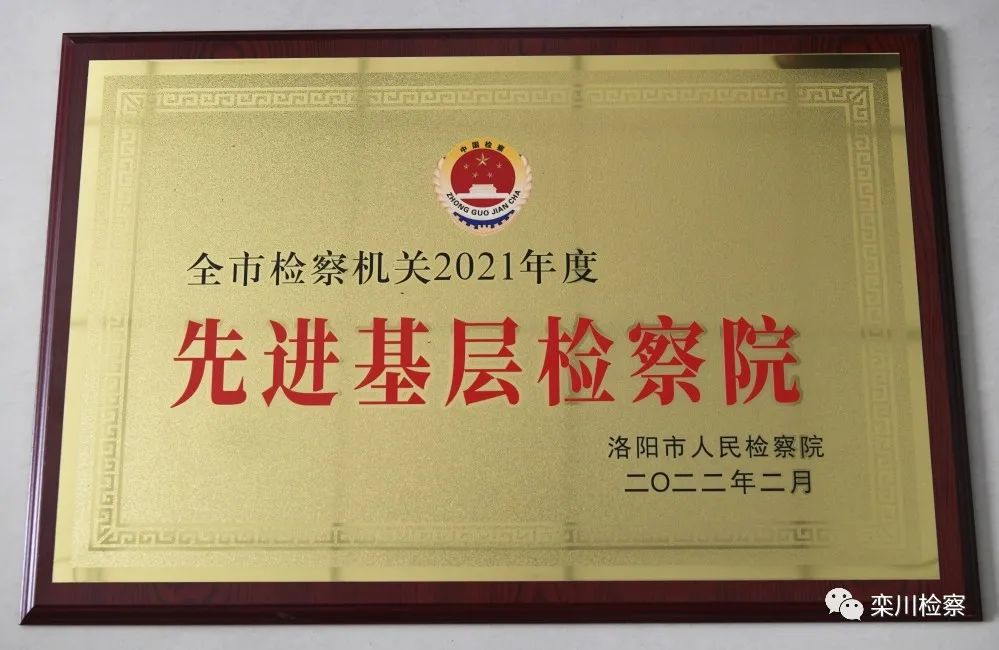 中国检察
ZHONG GUO JIAN CHA
全市检察机关2021年度
先进基层检察院
洛阳市人民检察院
二〇二二年二月
栾川检察